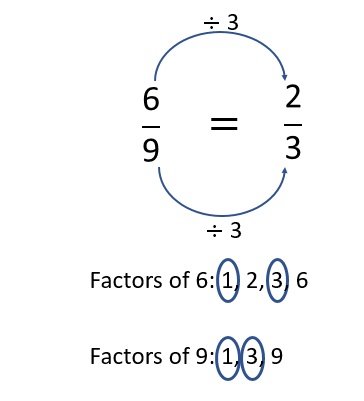 ÷ 3
6/9 = 2/3
÷ 3
Factors of 6: 1, 2, 3, 6
Factors of 9: 1, 3, 9